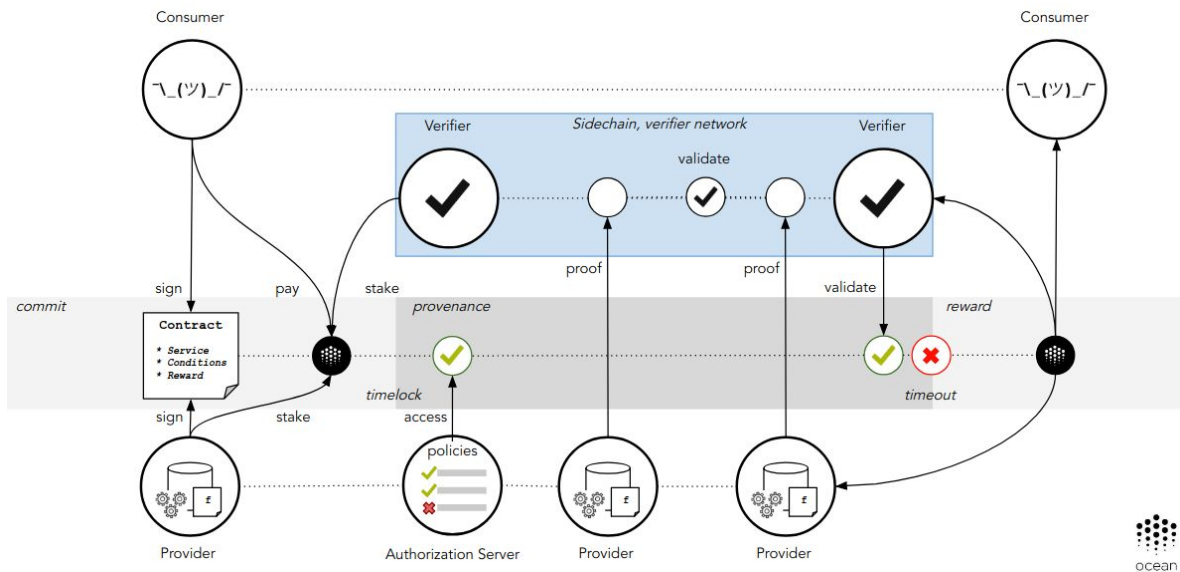 Consumer
Consumer
¯\_(ツ)_/¯
¯\_(ツ)_/¯
Verifier
Sidechain, verifier network
Verifier
validate
proof
proof
sign
pay
stake
validate
commit
provenance
reward
Contract
* Service
* Conditions
* Reward
timelock
timeout
sign
stake
access
policies
f
f
f
Provider
Authorization Server
Provider
Provider
ocean